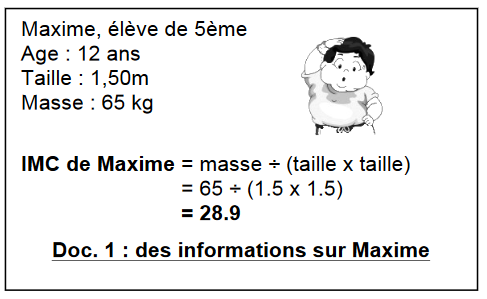 Maxime, élève de 5ème
Age : 12 ans
Taille : 1,50m
Masse : 65 kg
IMC de Maxime = masse ÷ (taille x taille)
= 65 ÷ (1.5 x 1.5)
= 28.9
Doc. 1 : des informations sur Maxime